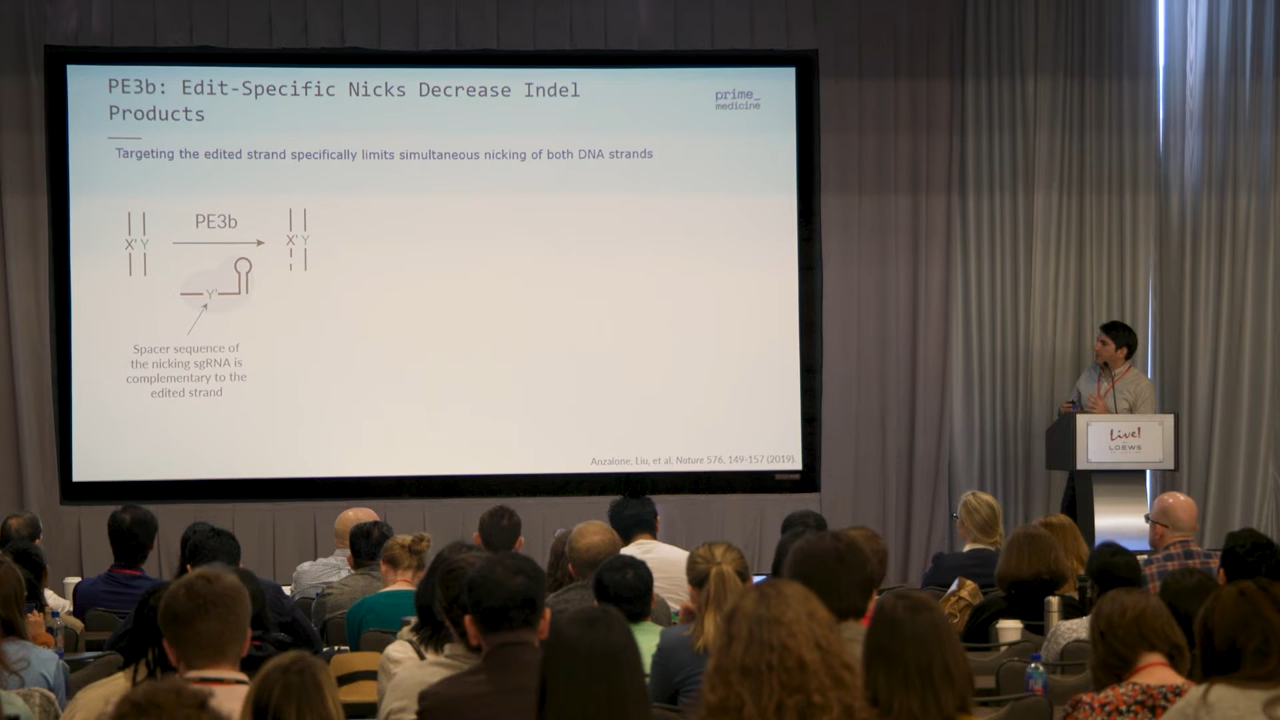 PE3b: Edit-Specific Nicks Decrease Indel
Products
prime_
medicine
Targeting the edited strand specifically limits simultaneous nicking of both DNA strands
PE3b
X' Y
X' Y
Y'
Spacer sequence of
the nicking sgRNA is
complementary to the
edited strand
Anzalone, Liu, et al, Nature 576, 149-157 (2019).
Live!
LOEWS